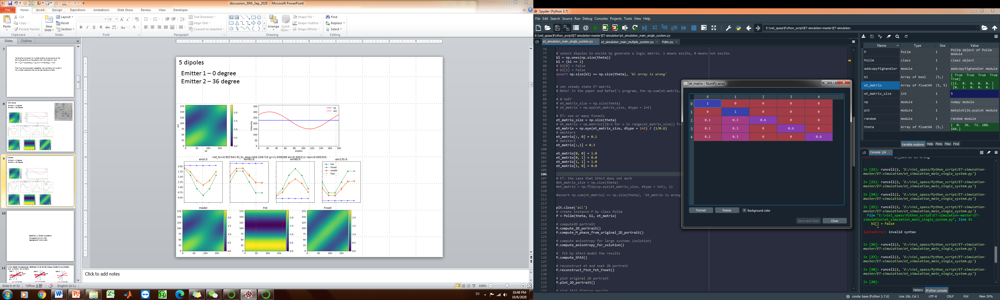 discussion_30th_Sep_2020 - Microsoft PowerPoint
File Home Insert Design Transitions Animations Slide Show Review View Developer
Paste
Cut
Copy
Format Painter
Clipboard
New Slide
Layout
Reset
Section
Slides
18
Font
Text Direction
Align Text
Convert to SmartArt
Paragraph
Arrange
Quick Styles
Shape Fill
Shape Outline
Shape Effects
Drawing
Find
Replace
Select
Editing
Slides Outline
7
8
9
10
Section 1: Small systems
Conjugated polymer chain
Aggregates of nanocrystals
11
5 dipoles
Emitter 1 – 0 degree
Emitter 2 – 36 degree
em
ex
intensity
angles
ex
em
md_fu=0.957343 th_fu_deg=204.226733 gr=1.039208 et=0.345112 resi=0.005355
em0.0 em45.0 em90.0 em135.0
Fet
Fnoet
model
Ftot
model Fet Fnoet
Click to add notes
Slide 9 of 52 "Office 主题" English (U.S.) 100%
SV 10:48 PM
10/6/2020
Spyder (Python 3.7)
File Edit Search Source Run Debug Consoles Projects Tools View Help
E:\viel_spass\Python_script\ET-simulation-master\ET-simulation
E:\viel_spass\Python_script\ET-simulation-master\ET-simulation\et_simulation_main_single_system.py
et_simulation_main_single_system.py et_simulation_main_multiple_system.py Polim.py
76
77 # select dipoles to excite by generate a logic matrix. 1 means excite, 0 means not excite.
78 bl = np.ones(np.size(theta))
79 bl = (bl == 1)
80 # bl[0] = False
81 # bl[1] = False
82 assert np.size(bl) == np.size(theta), 'bl array is wrong'
83
84
85 # set steady state ET matrix
86 # Note! In the paper and Rafael's program, the np.sum(et.matrix,
87
88 # # noET
89 # et_matrix_size = np.size(theta)
90 # et_matrix = np.eye(et_matrix_size, dtype = int)
91
92 # ET: one or many funnels
93 et_matrix_size = np.size(theta)
94 # et_matrix = np.matrix([[0.6 for x in range(et_matrix_size)] fo
95 et_matrix = np.eye(et_matrix_size, dtype = int) / (1/0.6)
96 # emitter1
97 et_matrix[:, 0] = 0.1
98 # emitter2
99 et_matrix[:,1] = 0.3
100
101 et_matrix[0, 0] = 1.0
102 et_matrix[0, 1] = 0.0
103 et_matrix[1, 1] = 1.0
104 et_matrix[1, 0] = 0.0
105
106
107 # ET: the case that SFA+3 does not work
108 #et_matrix_size = np.size(theta)
109 #et_matrix = np.flip(np.eye(et_matrix_size, dtype = int), 1)
110
111 #assert np.sum(et_matrix) == np.size(theta), 'et_matrix is wrong
112
113
114 plt.close('all')
115 # create instance P by class Polim
116 P = Polim(theta, bl, et_matrix)
117
118 # compute2D portrait
119 P.compute_2D_portrait()
120 P.compute_M_phase_from_original_2D_portrait()
121
122 # compute anisotropy for large systems (solution)
123 P.compute_anisotropy_for_solution()
124
125 # fit by SFA+3 model the results
126 P.compute_SFA3()
127
128 # reconstruct et and noet 2D portrait
129 P.reconstruct_Ftot_Fet_Fnoet()
130
131 # plot original 2D portrait
132 P.plot_2D_portrait()
133
et_matrix - NumPy array
0 1 2 3 4
0 1 0 0 0 0
1 0 1 0 0 0
2 0.1 0.3 0.6 0 0
3 0.1 0.3 0 0.6 0
4 0.1 0.3 0 0 0.6
Format Resize Background color
Save and Close Close
Name Type Size Value
P Polim 1 Polim object of Polim module
Polim class 1 class object
addcopyfighandler module 1 addcopyfighandler module
bl Array of bool (5,) [ True True True True True]
et_matrix Array of float64 (5, 5) [[1. 0. 0. 0. 0. ] [0. 1. 0. 0. 0. ]
et_matrix_size int 1 5
np module 1 numpy module
plt module 1 matplotlib.pyplot module
random module 1 random module
theta Array of float64 (5,) [ 0. 36. 72. 108. 144.]
Variable explorer Help Plots Files Find
Console 1/A
In [22]: runcell(2, 'E:/viel_spass/Python_script/ET-simulation-
master/ET-simulation/et_simulation_main_single_system.py')
In [23]: runcell(2, 'E:/viel_spass/Python_script/ET-simulation-
master/ET-simulation/et_simulation_main_single_system.py')
In [24]: runcell(2, 'E:/viel_spass/Python_script/ET-simulation-
master/ET-simulation/et_simulation_main_single_system.py')
In [25]: runcell(2, 'E:/viel_spass/Python_script/ET-simulation-
master/ET-simulation/et_simulation_main_single_system.py')
File "E:\viel_spass\Python_script\ET-simulation-master\ET-
simulation\et_simulation_main_single_system.py", line 81
bl[] = False
^
SyntaxError: invalid syntax
In [26]: runcell(2, 'E:/viel_spass/Python_script/ET-simulation-
master/ET-simulation/et_simulation_main_single_system.py')
In [27]: runcell(2, 'E:/viel_spass/Python_script/ET-simulation-
master/ET-simulation/et_simulation_main_single_system.py')
In [28]: runcell(2, 'E:/viel_spass/Python_script/ET-simulation-
master/ET-simulation/et_simulation_main_single_system.py')
In [29]:
History IPython console
conda: base (Python 3.7.6) Line 106, Col 1 UTF-8 CRLF RW Mem 39%